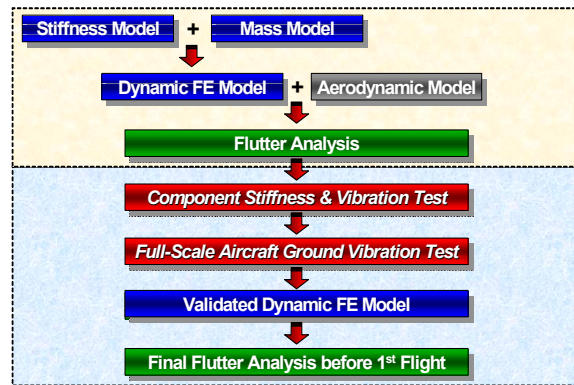 Stiffness Model + Mass Model
Dynamic FE Model + Aerodynamic Model
Flutter Analysis
Component Stiffness & Vibration Test
Full-Scale Aircraft Ground Vibration Test
Validated Dynamic FE Model
Final Flutter Analysis before 1st Flight